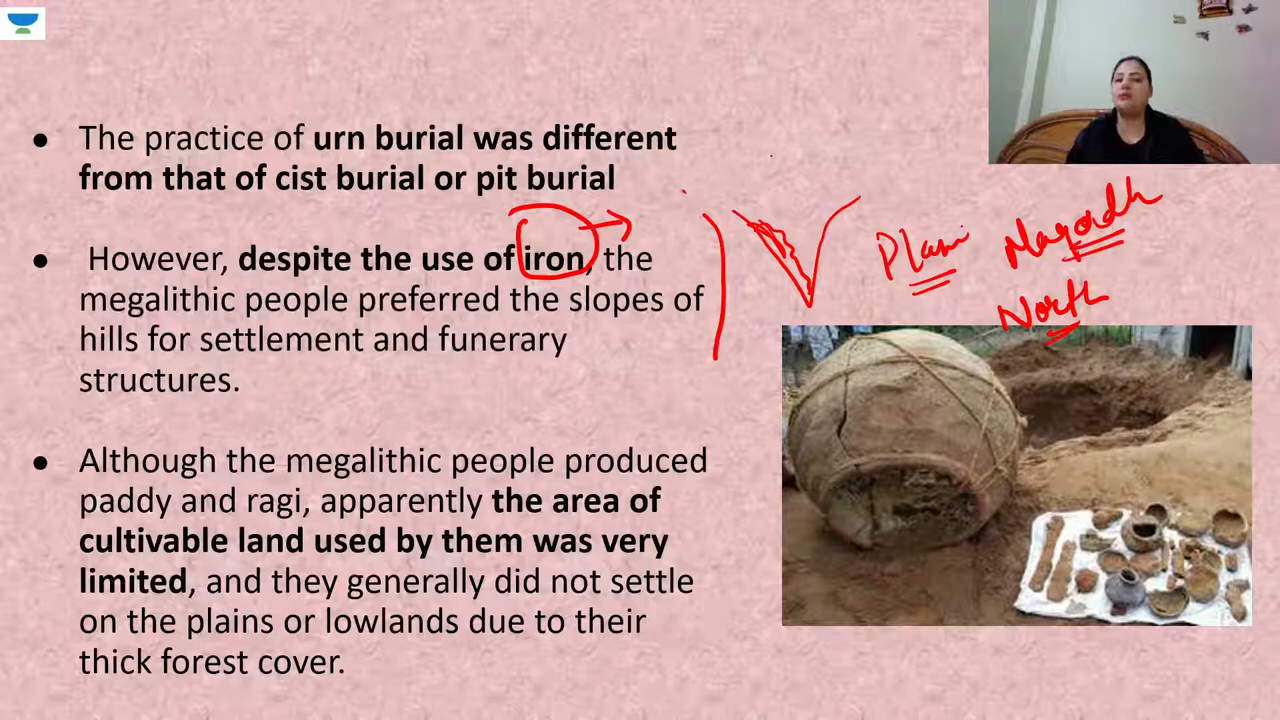 ● The practice of urn burial was different
from that of cist burial or pit burial
● However, despite the use of iron, the
megalithic people preferred the slopes of
hills for settlement and funerary
structures.
● Although the megalithic people produced
paddy and ragi, apparently the area of
cultivable land used by them was very
limited, and they generally did not settle
on the plains or lowlands due to their
thick forest cover.
Magadh
North